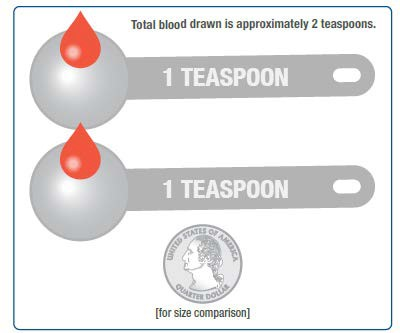 Total blood drawn is approximately 2 teaspoons.
1 TEASPOON
1 TEASPOON
UNITED STATES OF AMERICA
QUARTER DOLLAR
[for size comparison]